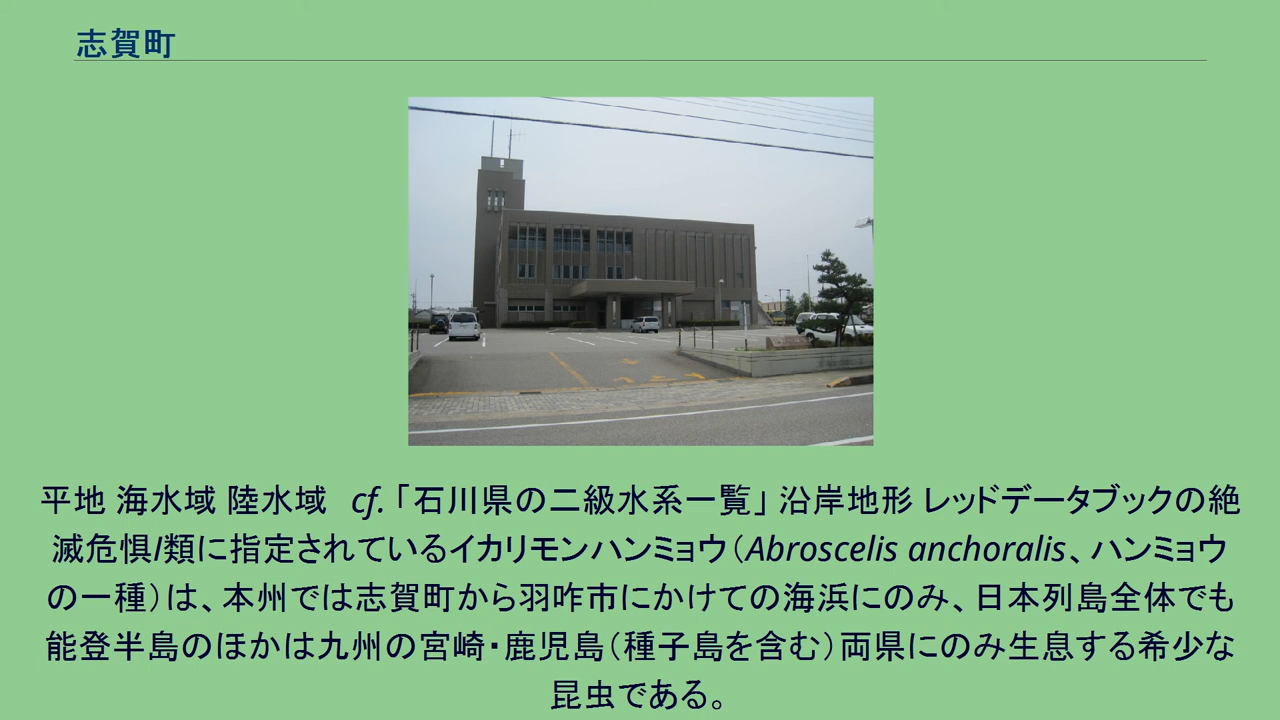 志賀町
平地 海水域 陸水域 cf.「石川県の二級水系一覧」 沿岸地形 レッドデータブックの絶
滅危惧I類に指定されているイカリモンハンミョウ（Abroscelis anchoralis、ハンミョウ
の一種）は、本州では志賀町から羽咋市にかけての海浜にのみ、日本列島全体でも
能登半島のほかは九州の宮崎・鹿児島（種子島を含む）両県にのみ生息する希少な
昆虫である。